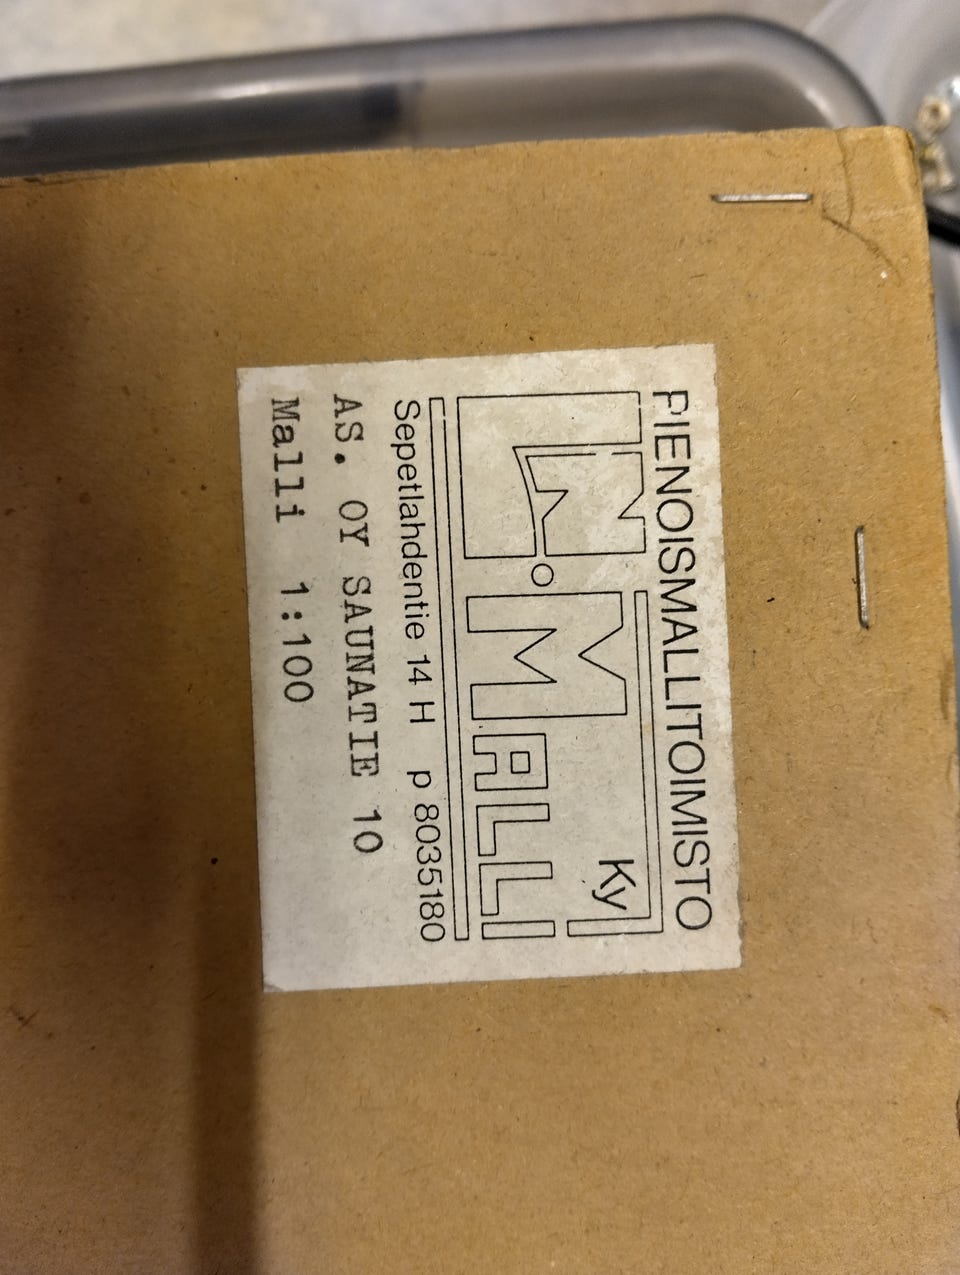 PIENOISMALLITOIMISTO
MALLI Ky
Sepetlahdentie 14 H p 8035180
AS. OY SAUNATIE 10
Malli 1:100